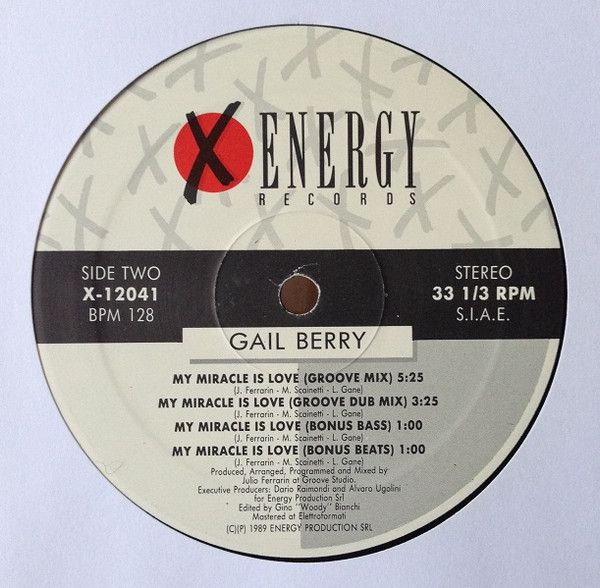 X ENERGY
RECORDS
SIDE TWO
X-12041
BPM 128
STEREO
33 1/3 RPM
S.I.A.E.
GAIL BERRY
MY MIRACLE IS LOVE (GROOVE MIX) 5:25
(J. Ferrarin - M. Scainetti - L. Gane)
MY MIRACLE IS LOVE (GROOVE DUB MIX) 3:25
(J. Ferrarin - M. Scainetti - L. Gane)
MY MIRACLE IS LOVE (BONUS BASS) 1:00
(J. Ferrarin - M. Scainetti - L. Gane)
MY MIRACLE IS LOVE (BONUS BEATS) 1:00
(J. Ferrarin - M. Scainetti - L. Gane)
Produced, Arranged, Programmed and Mixed by
Julio Ferrarin at Groove Studio.
Executive Producers: Dario Raimondi and Alvaro Ugolini
for Energy Production Srl
Edited by Gino "Woody" Bianchi
Mastered at Elettroformati
(C)(P) 1989 ENERGY PRODUCTION SRL